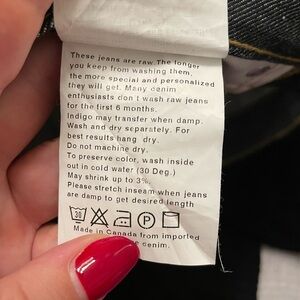 These jeans are raw. The longer
you keep from washing them,
the more special and personalized
they will get. Many denim
enthusiasts don't wash raw jeans
for the first 6 months.
Indigo may transfer when damp.
Wash and dry separately. For
best results hang dry.
Do not machine dry.
To preserve color, wash inside
out in cold water (30 Deg.)
May shrink up to 3%.
Please stretch inseam when jeans
are damp to get desired length
30 P
Made in Canada from imported
denim.